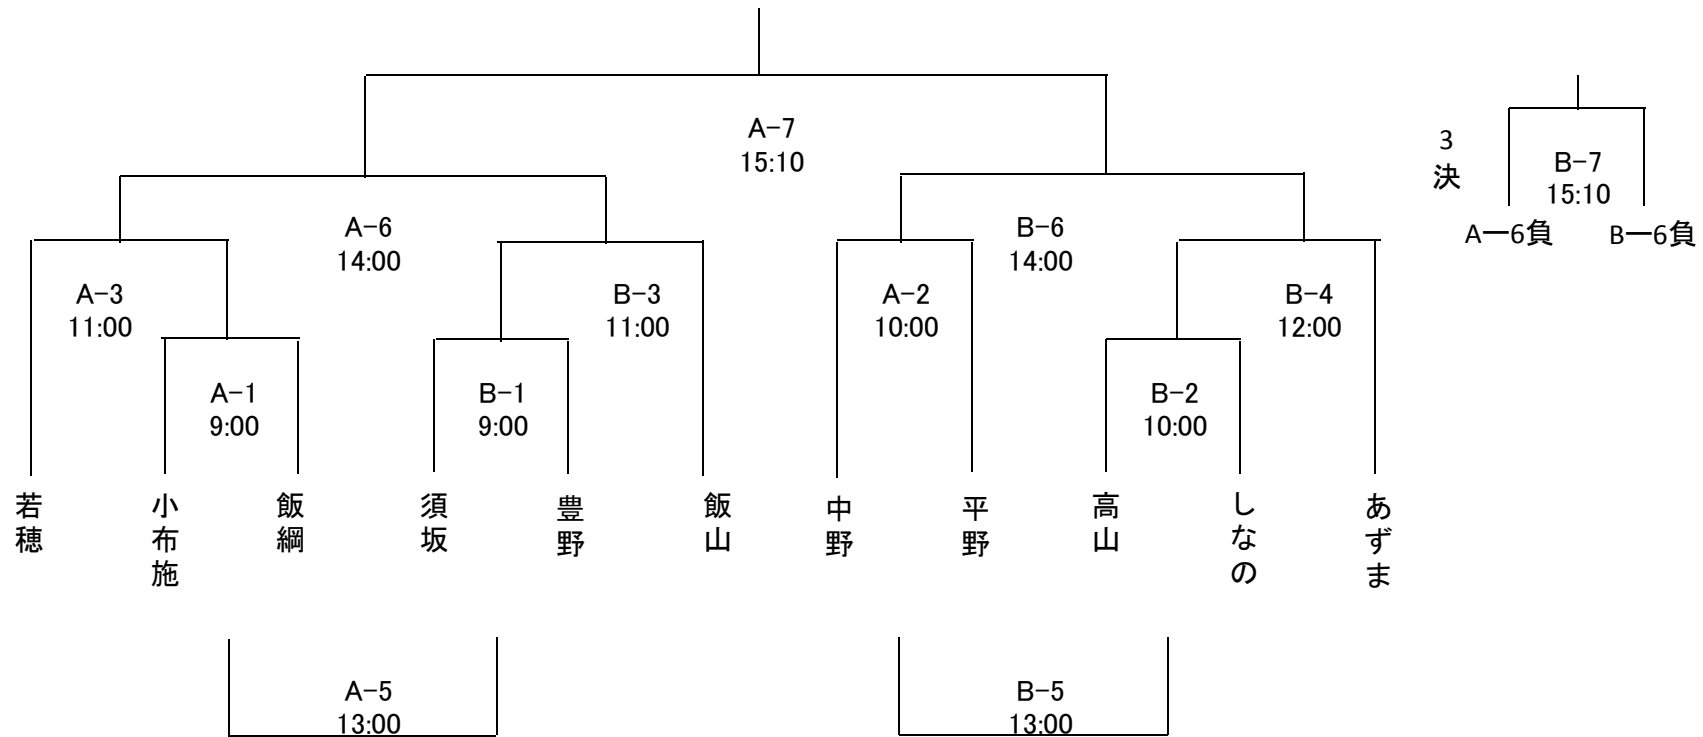 A-7
15:10
3決
B-7
15:10
A-6
14:00
B-6
14:00
Aー6負
Bー6負
A-3
11:00
B-3
11:00
A-2
10:00
B-4
12:00
A-1
9:00
B-1
9:00
B-2
10:00
若穂
小布施
飯綱
須坂
豊野
飯山
中野
平野
高山
しなの
あずま
A-5
13:00
B-5
13:00